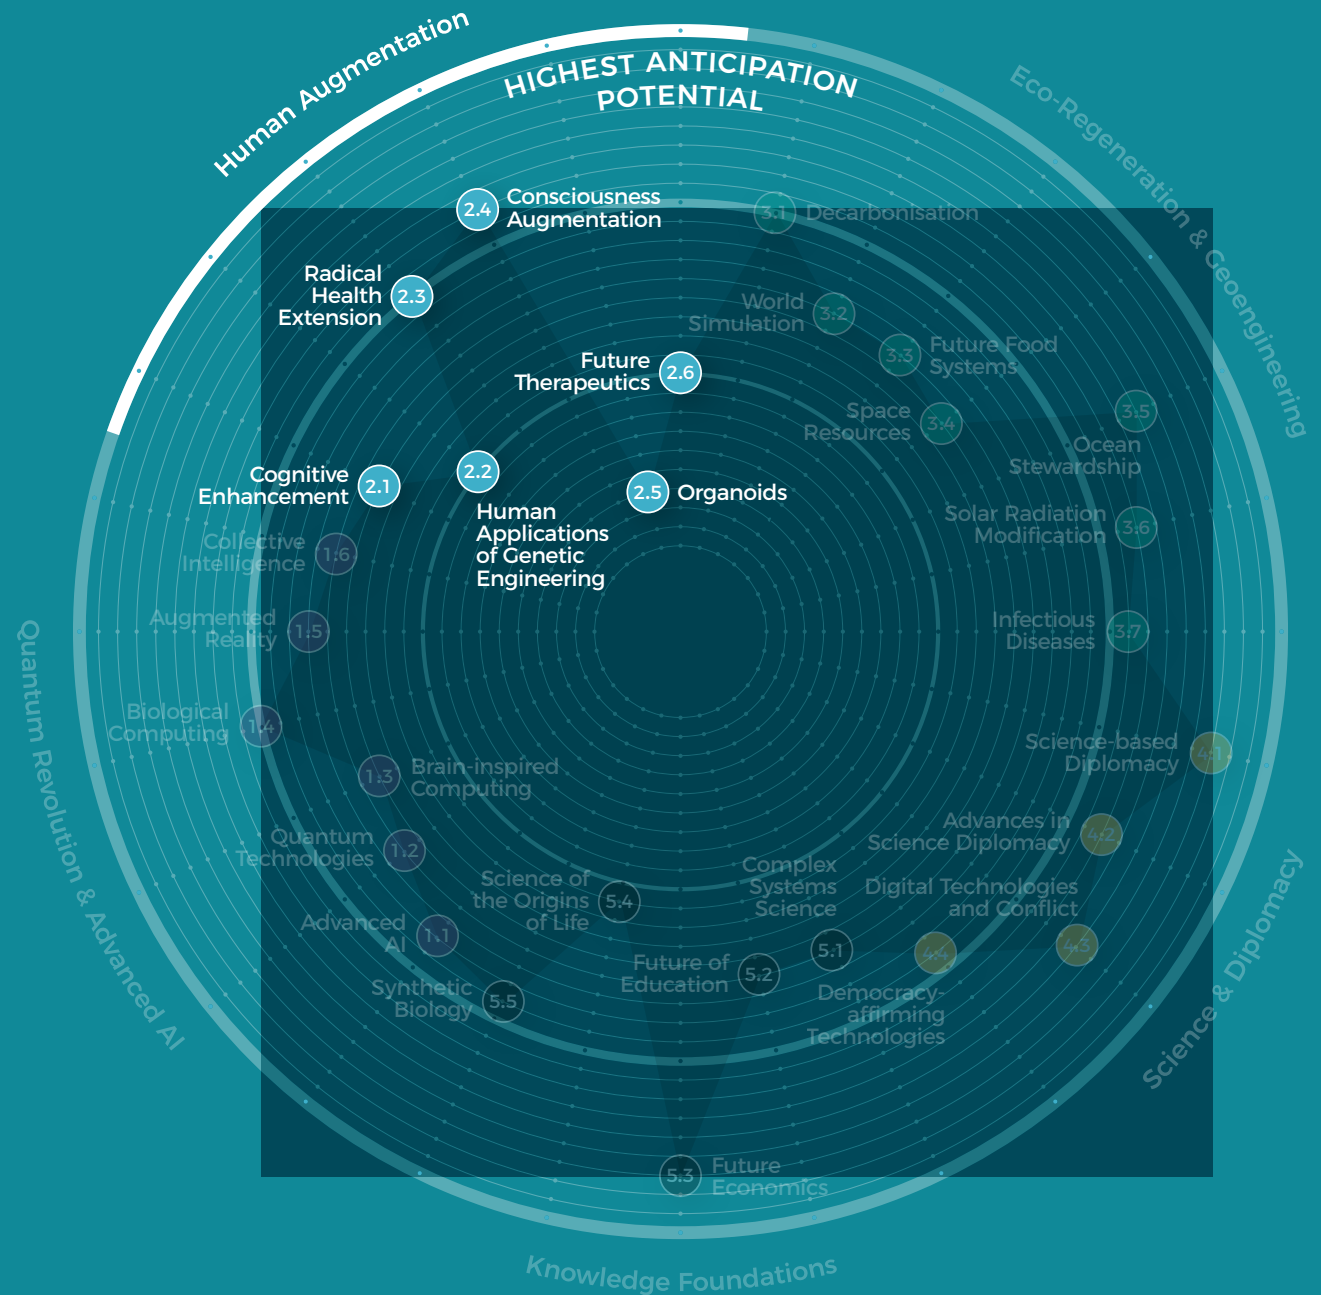 Human Augmentation
HIGHEST ANTICIPATION
POTENTIAL
Eco-Regeneration & Geoengineering
2.4
Consciousness
Augmentation
3.1
Decarbonisation
Radical
Health
Extension
2.3
World
Simulation
3.2
Future
Therapeutics
2.6
3.3
Future Food
Systems
Space
Resources
3.4
3.5
Ocean
Stewardship
Cognitive
Enhancement
2.1
2.2
Human
Applications
of Genetic
Engineering
2.5
Organoids
Solar Radiation
Modification
3.6
Collective
Intelligence
1.6
Augmented
Reality
1.5
Infectious
Diseases
3.7
Quantum Revolution & Advanced AI
Biological
Computing
1.4
Science-based
Diplomacy
4.1
1.3
Brain-inspired
Computing
Quantum
Technologies
1.2
Advances in
Science Diplomacy
4.2
Science of
the Origins
of Life
5.4
Complex
Systems
Science
5.1
Digital Technologies
and Conflict
4.3
Advanced
AI
1.1
Future of
Education
5.2
4.4
Democracy-
affirming
Technologies
Synthetic
Biology
5.5
Science & Diplomacy
5.3
Future
Economics
Knowledge Foundations